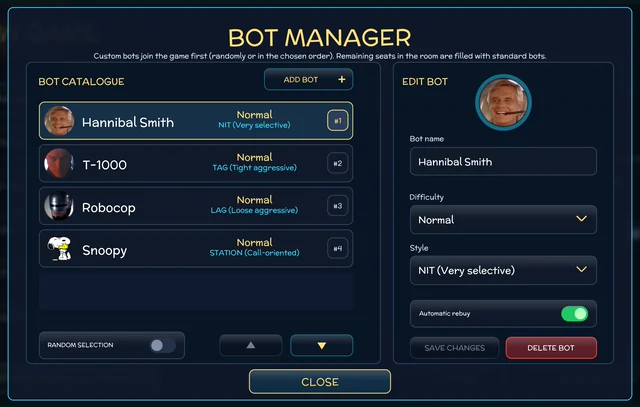 BOT MANAGER
Custom bots join the game first (randomly or in the chosen order). Remaining seats in the room are filled with standard bots.
BOT CATALOGUE
ADD BOT +
Hannibal Smith
Normal
NIT (Very selective)
#1
T-1000
Normal
TAG (Tight aggressive)
#2
Robocop
Normal
LAG (Loose aggressive)
#3
Snoopy
Normal
STATION (Call-oriented)
#4
RANDOM SELECTION
EDIT BOT
Bot name
Hannibal Smith
Difficulty
Normal
Style
NIT (Very selective)
Automatic rebuy
SAVE CHANGES
DELETE BOT
CLOSE